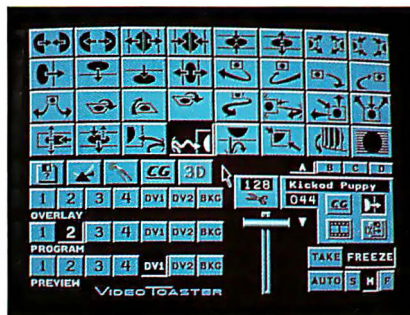 CG 3D
A B C D
128 Kicked Puppy
044 CG
1 2 3 4 DV1 DV2 BKG
OVERLAY
1 2 3 4 DV1 DV2 BKG
PROGRAM
1 2 3 4 DV1 DV2 BKG
PREVIEW
TAKE FREEZE
AUTO S M F
VIDEO TOASTER